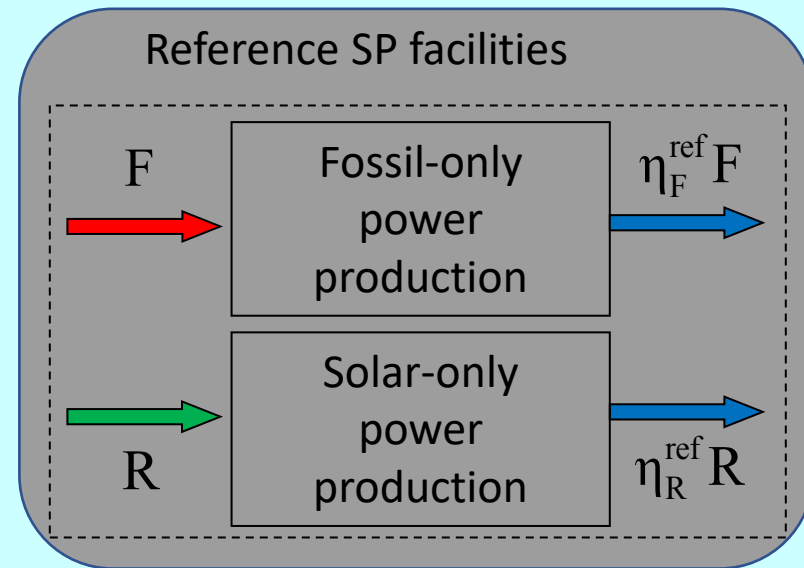 Reference SP facilities
F
Fossil-only
power
production
η_F^ref F
R
Solar-only
power
production
η_R^ref R